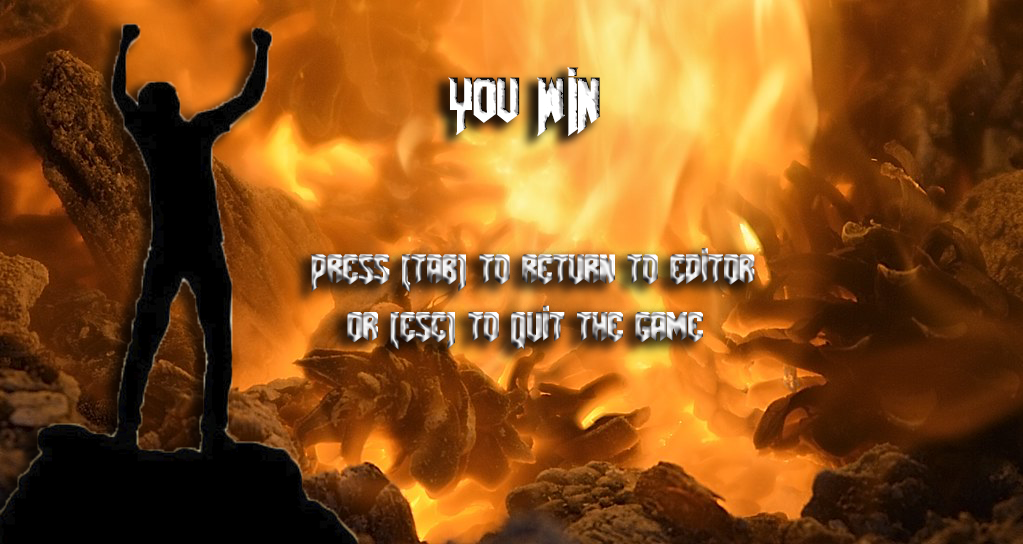 YOU WIN
PRESS (TAB) TO RETURN TO EDITOR
OR (ESC) TO QUIT THE GAME